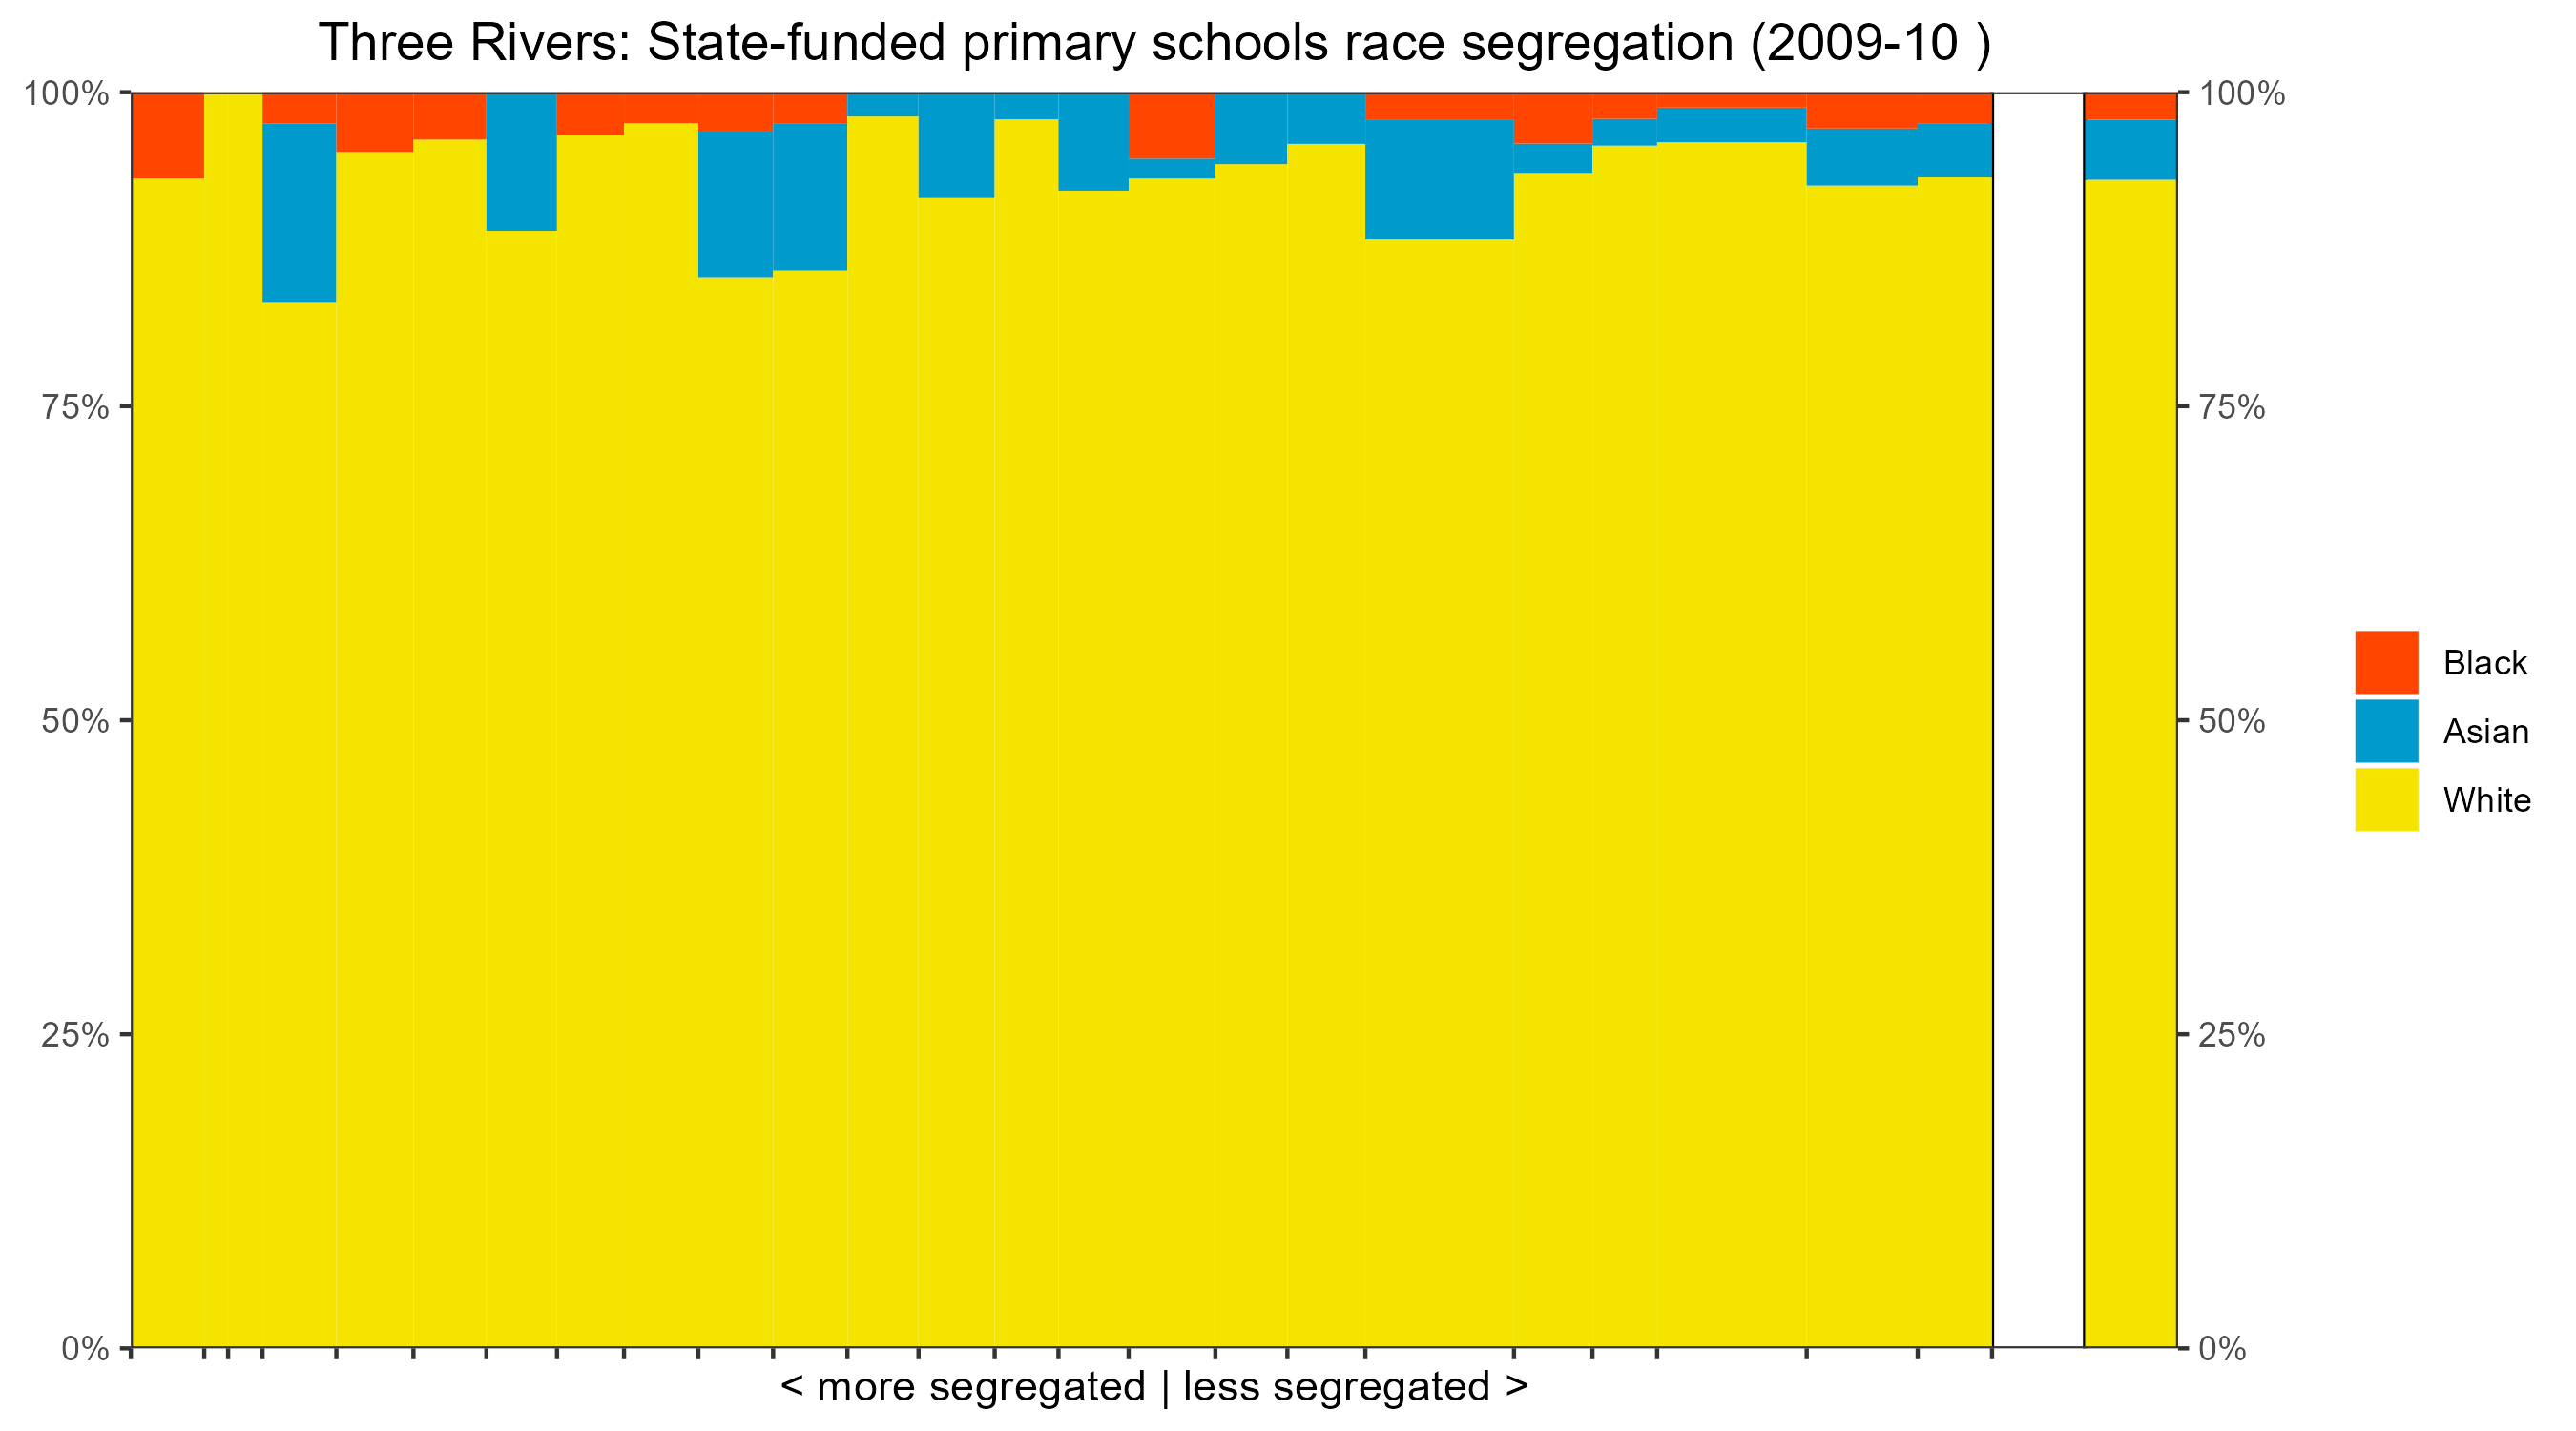 Three Rivers: State-funded primary schools race segregation (2009-10 )
100%
75%
50%
25%
0%
100%
75%
50%
25%
0%
Black
Asian
White
< more segregated | less segregated >